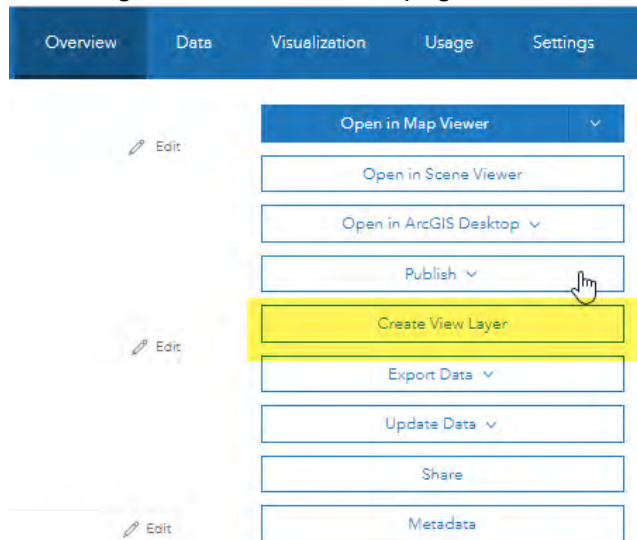 Overview Data Visualization Usage Settings
Open in Map Viewer
Edit
Open in Scene Viewer
Open in ArcGIS Desktop
Publish
Create View Layer
Edit
Export Data
Update Data
Share
Edit
Metadata